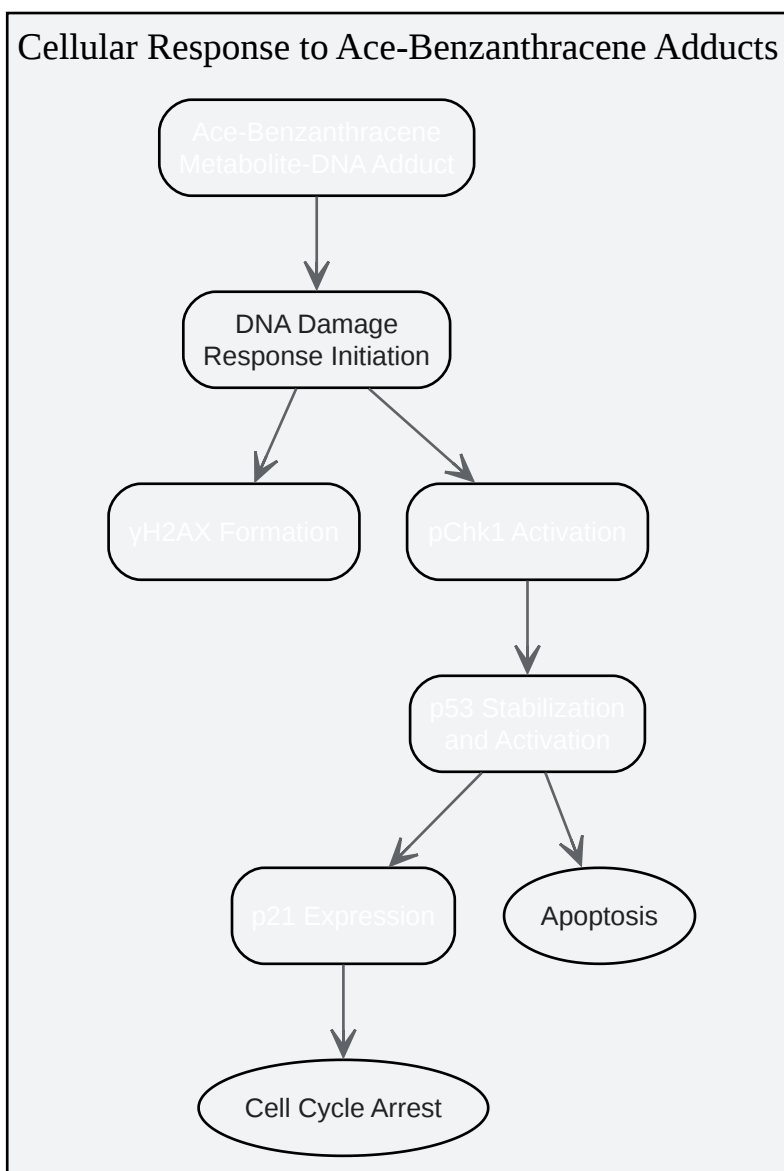 Cellular Response to Ace-Benzanthracene Adducts
Ace-Benzanthracene
Metabolite-DNA Adduct
DNA Damage
Response Initiation
γH2AX Formation
pChk1 Activation
p53 Stabilization
and Activation
p21 Expression
Apoptosis
Cell Cycle Arrest